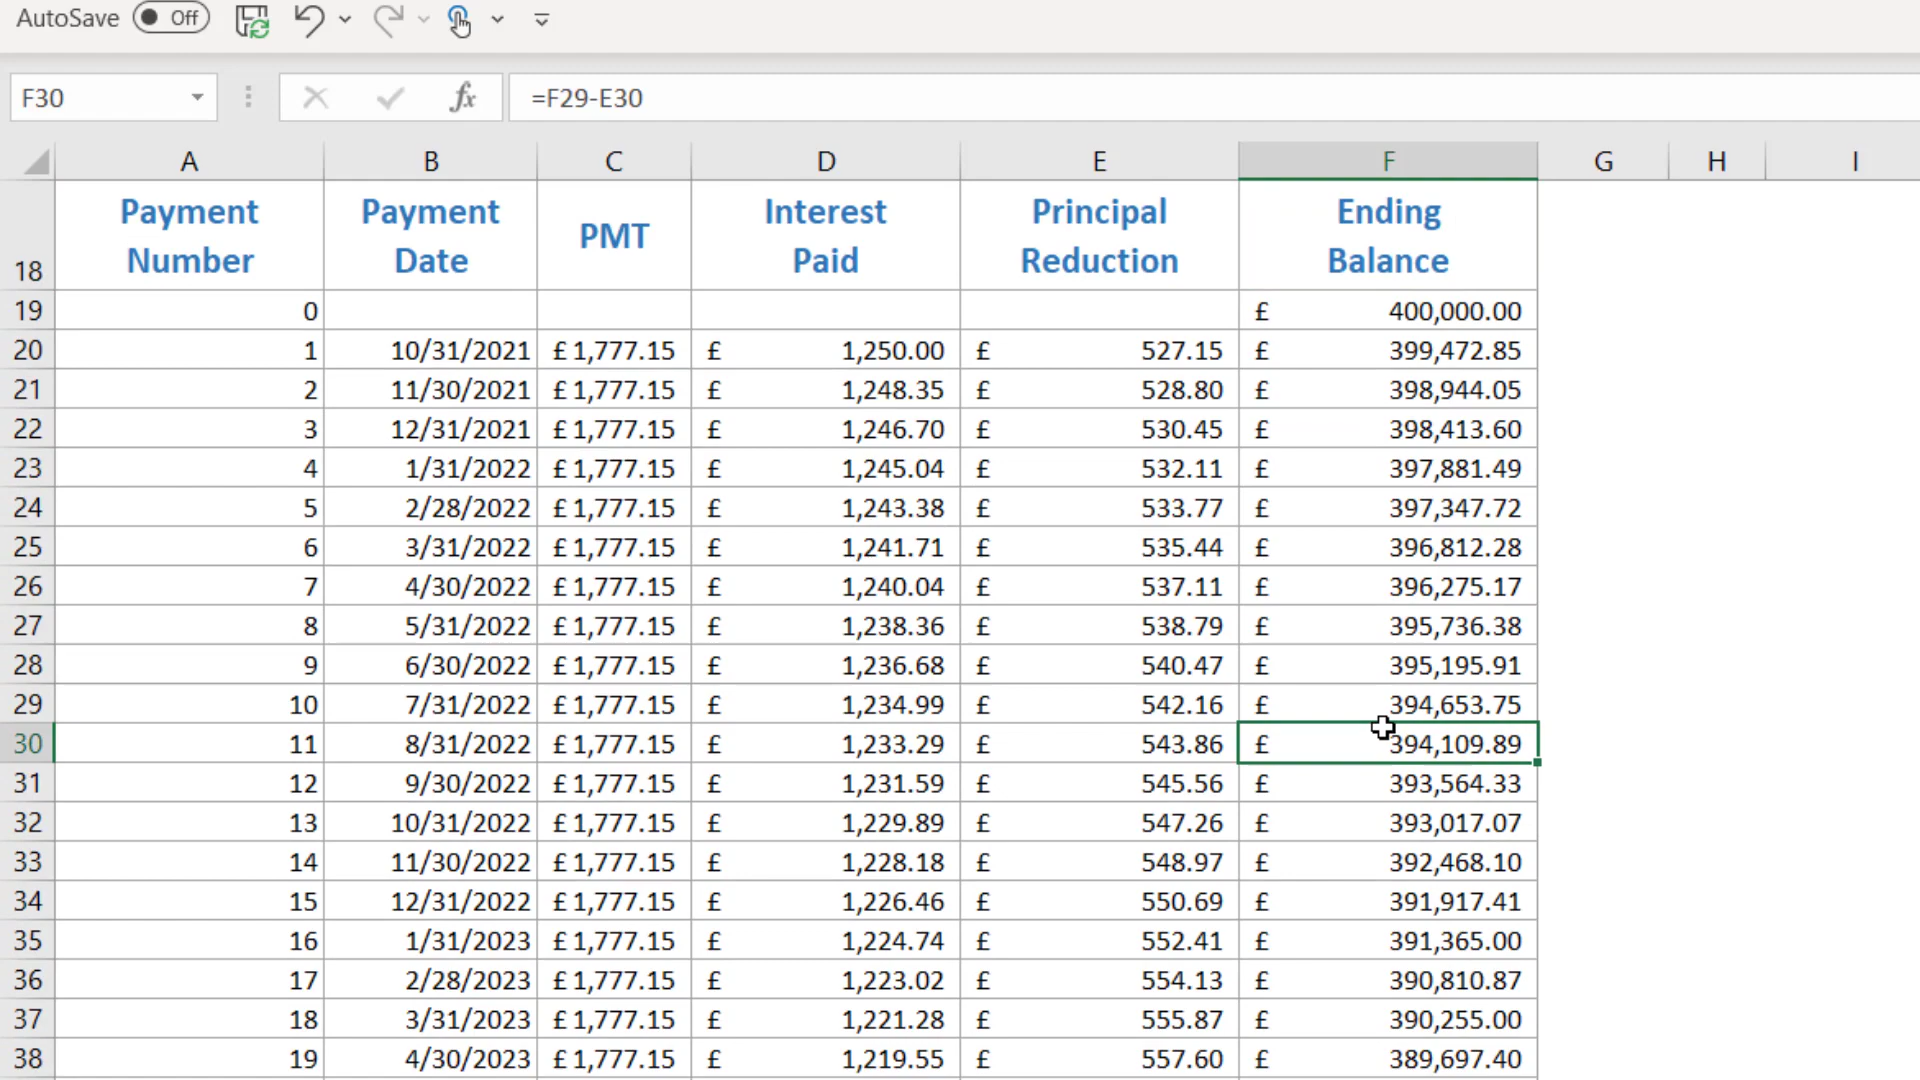 AutoSave Off
F30 fx =F29-E30
A B C D E F G H I
18 Payment Number Payment Date PMT Interest Paid Principal Reduction Ending Balance
19 0 £ 400,000.00
20 1 10/31/2021 £ 1,777.15 £ 1,250.00 £ 527.15 £ 399,472.85
21 2 11/30/2021 £ 1,777.15 £ 1,248.35 £ 528.80 £ 398,944.05
22 3 12/31/2021 £ 1,777.15 £ 1,246.70 £ 530.45 £ 398,413.60
23 4 1/31/2022 £ 1,777.15 £ 1,245.04 £ 532.11 £ 397,881.49
24 5 2/28/2022 £ 1,777.15 £ 1,243.38 £ 533.77 £ 397,347.72
25 6 3/31/2022 £ 1,777.15 £ 1,241.71 £ 535.44 £ 396,812.28
26 7 4/30/2022 £ 1,777.15 £ 1,240.04 £ 537.11 £ 396,275.17
27 8 5/31/2022 £ 1,777.15 £ 1,238.36 £ 538.79 £ 395,736.38
28 9 6/30/2022 £ 1,777.15 £ 1,236.68 £ 540.47 £ 395,195.91
29 10 7/31/2022 £ 1,777.15 £ 1,234.99 £ 542.16 £ 394,653.75
30 11 8/31/2022 £ 1,777.15 £ 1,233.29 £ 543.86 £ 394,109.89
31 12 9/30/2022 £ 1,777.15 £ 1,231.59 £ 545.56 £ 393,564.33
32 13 10/31/2022 £ 1,777.15 £ 1,229.89 £ 547.26 £ 393,017.07
33 14 11/30/2022 £ 1,777.15 £ 1,228.18 £ 548.97 £ 392,468.10
34 15 12/31/2022 £ 1,777.15 £ 1,226.46 £ 550.69 £ 391,917.41
35 16 1/31/2023 £ 1,777.15 £ 1,224.74 £ 552.41 £ 391,365.00
36 17 2/28/2023 £ 1,777.15 £ 1,223.02 £ 554.13 £ 390,810.87
37 18 3/31/2023 £ 1,777.15 £ 1,221.28 £ 555.87 £ 390,255.00
38 19 4/30/2023 £ 1,777.15 £ 1,219.55 £ 557.60 £ 389,697.40